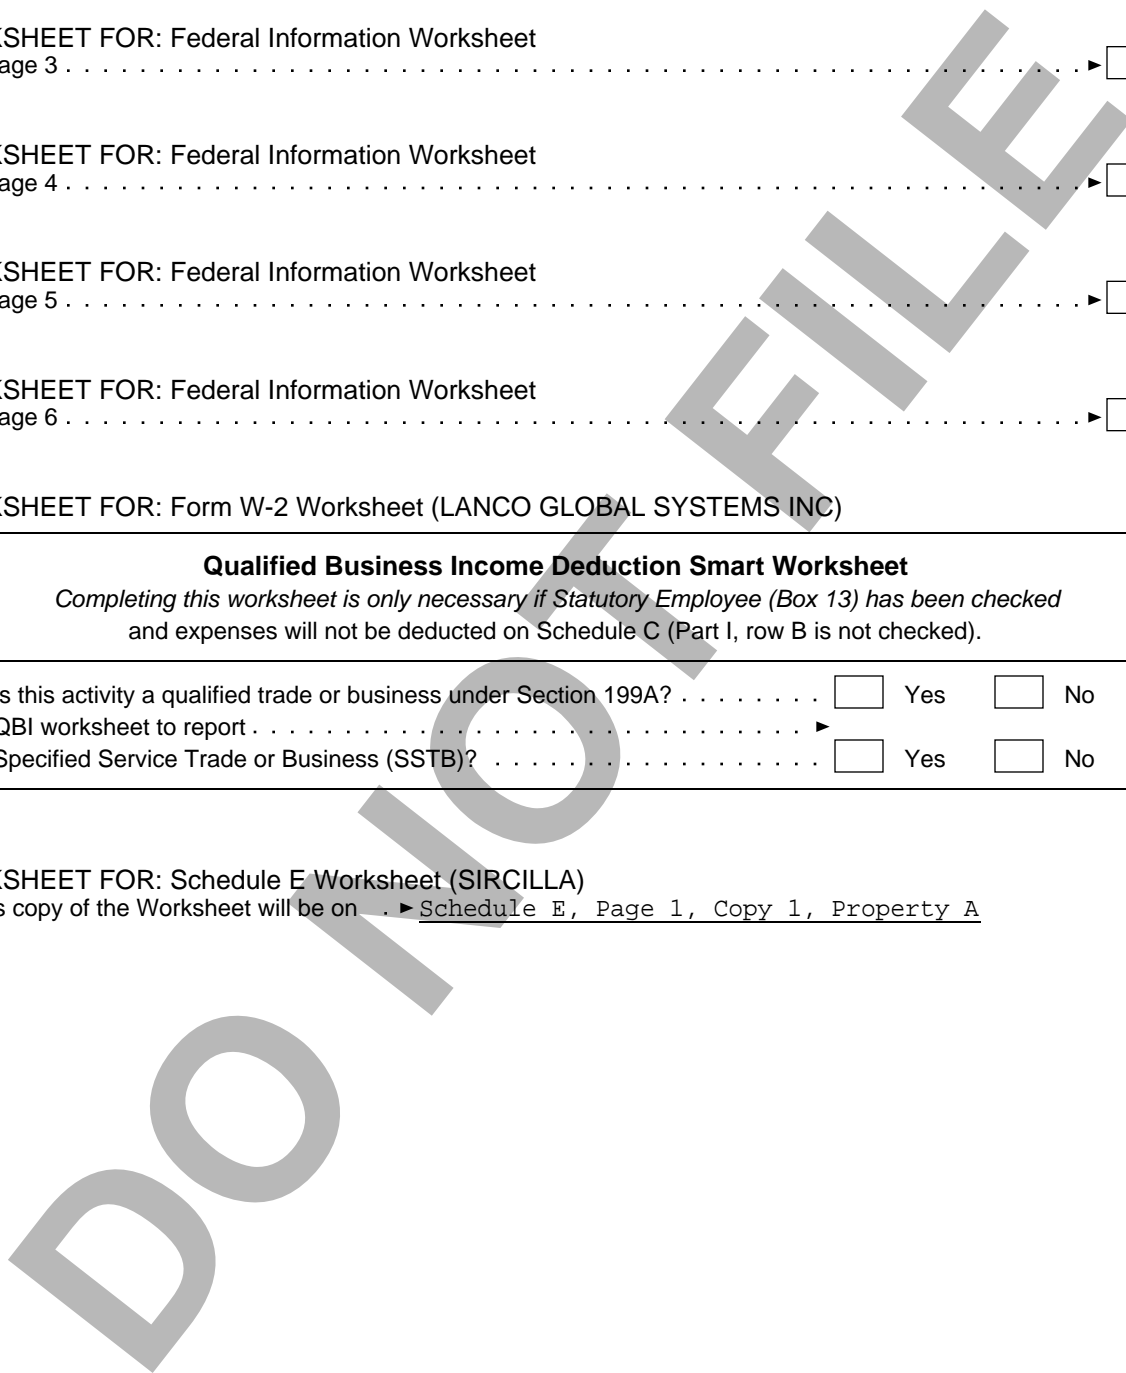 KSHEET FOR: Federal Information Worksheet
age 3 . . . . . . . . . . . . . . . . . . . . . . . . . . . . . . . . . . . . . . . . . . . . . . . . . . . . . . . ►
KSHEET FOR: Federal Information Worksheet
age 4 . . . . . . . . . . . . . . . . . . . . . . . . . . . . . . . . . . . . . . . . . . . . . . . . . . . . . . . ►
KSHEET FOR: Federal Information Worksheet
age 5 . . . . . . . . . . . . . . . . . . . . . . . . . . . . . . . . . . . . . . . . . . . . . . . . . . . . . . . ►
KSHEET FOR: Federal Information Worksheet
age 6 . . . . . . . . . . . . . . . . . . . . . . . . . . . . . . . . . . . . . . . . . . . . . . . . . . . . . . . ►
KSHEET FOR: Form W-2 Worksheet (LANCO GLOBAL SYSTEMS INC)
Qualified Business Income Deduction Smart Worksheet
Completing this worksheet is only necessary if Statutory Employee (Box 13) has been checked
and expenses will not be deducted on Schedule C (Part I, row B is not checked).
s this activity a qualified trade or business under Section 199A? . . . . . . . . Yes No
QBI worksheet to report . . . . . . . . . . . . . . . . . . . . . . . . . . . . . . ►
Specified Service Trade or Business (SSTB)? . . . . . . . . . . . . . . . . . . Yes No
KSHEET FOR: Schedule E Worksheet (SIRCILLA)
s copy of the Worksheet will be on . ► Schedule E, Page 1, Copy 1, Property A
DO NOT FILE